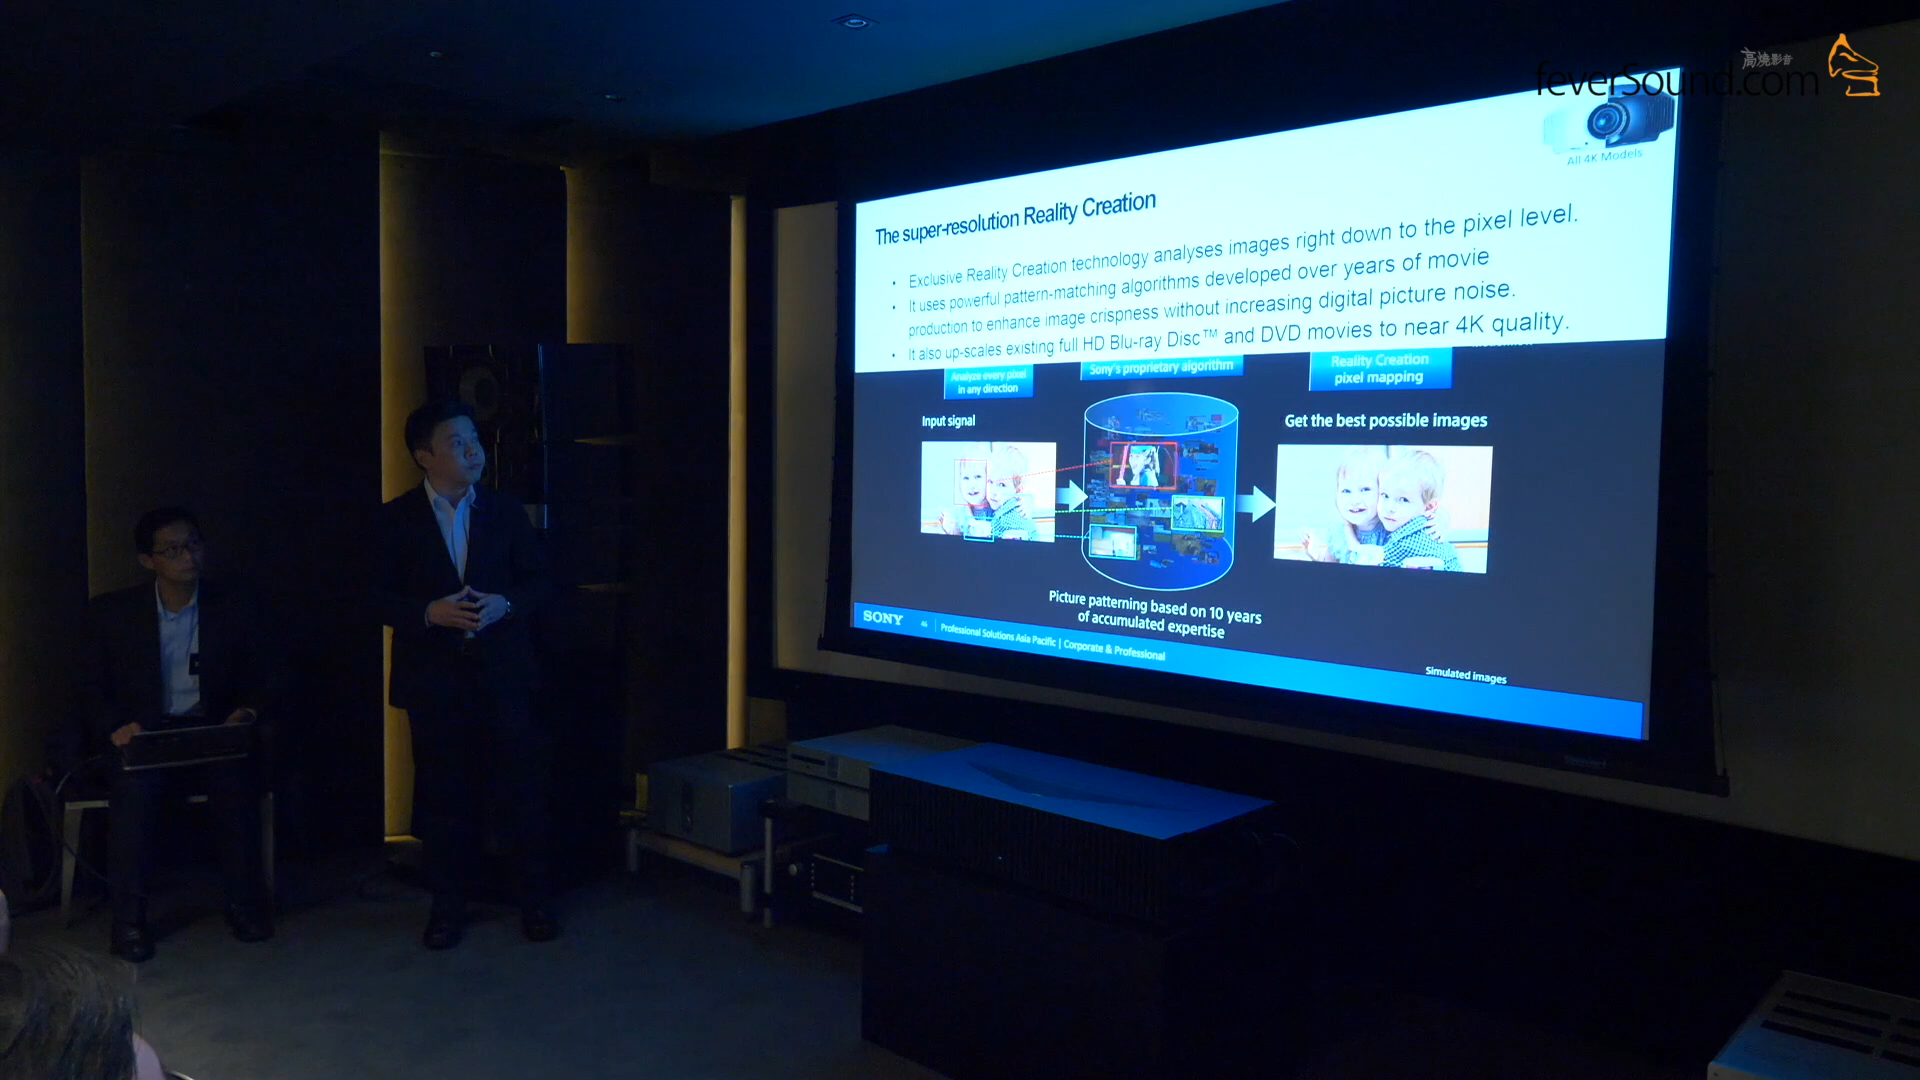 高燒影音
feverSound.com
All 4K Models
The super-resolution Reality Creation
• Exclusive Reality Creation technology analyses images right down to the pixel level.
• It uses powerful pattern-matching algorithms developed over years of movie
production to enhance image crispness without increasing digital picture noise.
• It also up-scales existing full HD Blu-ray Disc™ and DVD movies to near 4K quality.
Analyze every pixel
in any direction
Sony's proprietary algorithm
Reality Creation
pixel mapping
Input signal
Get the best possible images
Picture patterning based on 10 years
of accumulated expertise
SONY
46 | Professional Solutions Asia Pacific | Corporate & Professional
Simulated images